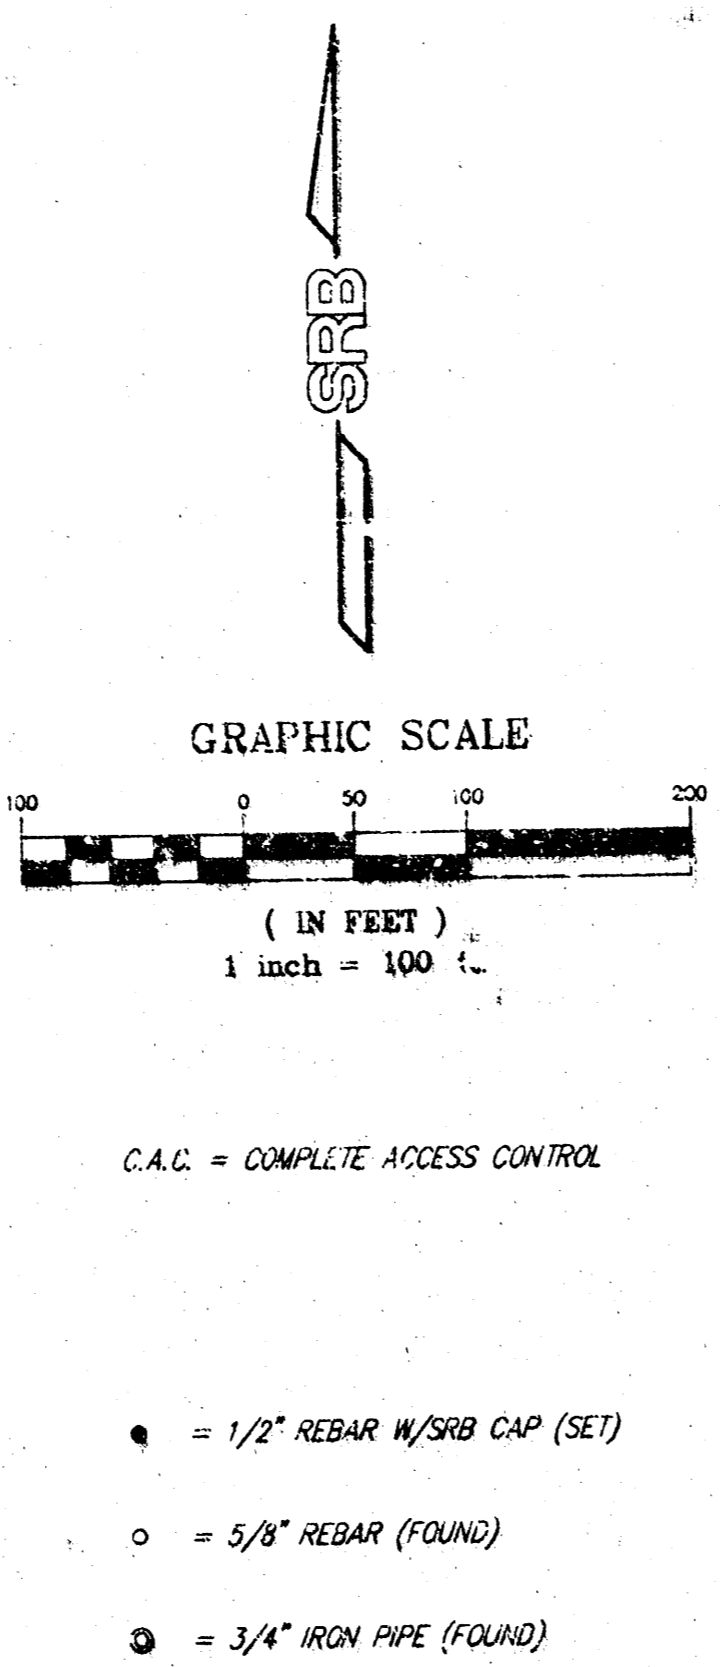 SRB
GRAPHIC SCALE
100 0 50 100 200
( IN FEET )
1 inch = 100
C.A.C. = COMPLETE ACCESS CONTROL
= 1/2" REBAR W/SRB CAP (SET)
= 5/8" REBAR (FOUND)
= 3/4" IRON PIPE (FOUND)